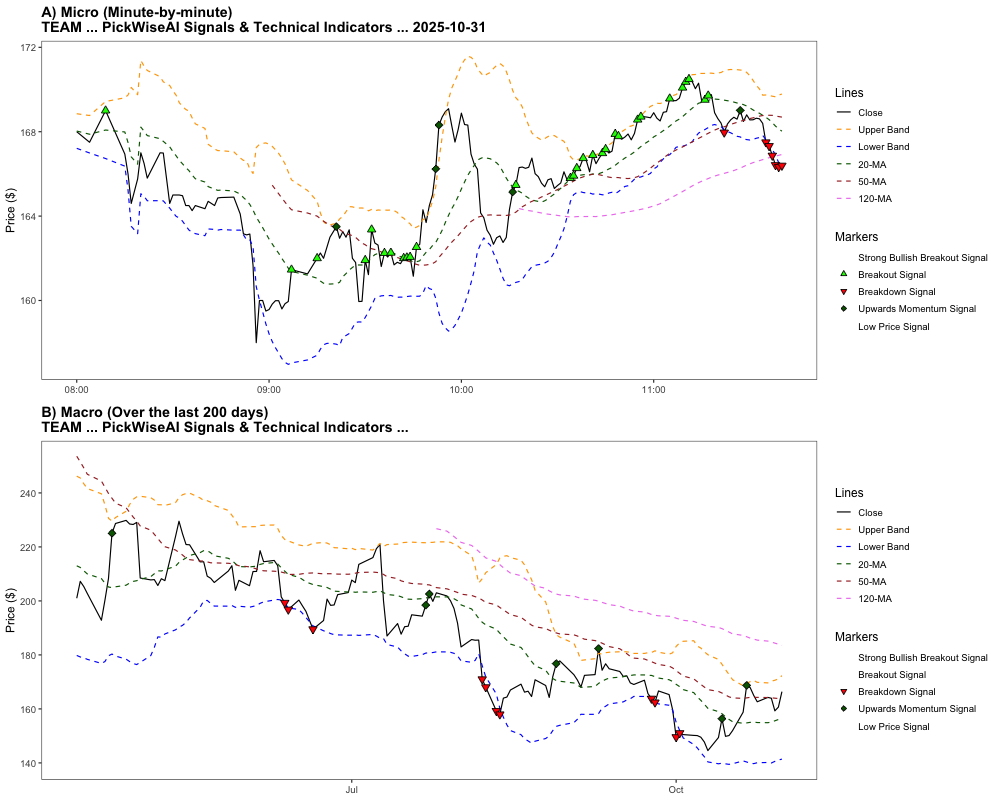 A) Micro (Minute-by-minute)
TEAM ... PickWiseAI Signals & Technical Indicators ... 2025-10-31
172
168
164
160
Price ($)
08:00
09:00
10:00
11:00
Lines
Close
Upper Band
Lower Band
20-MA
50-MA
120-MA
Markers
Strong Bullish Breakout Signal
Breakout Signal
Breakdown Signal
Upwards Momentum Signal
Low Price Signal
B) Macro (Over the last 200 days)
TEAM ... PickWiseAI Signals & Technical Indicators ...
240
220
200
180
160
140
Price ($)
Jul
Oct
Lines
Close
Upper Band
Lower Band
20-MA
50-MA
120-MA
Markers
Strong Bullish Breakout Signal
Breakout Signal
Breakdown Signal
Upwards Momentum Signal
Low Price Signal